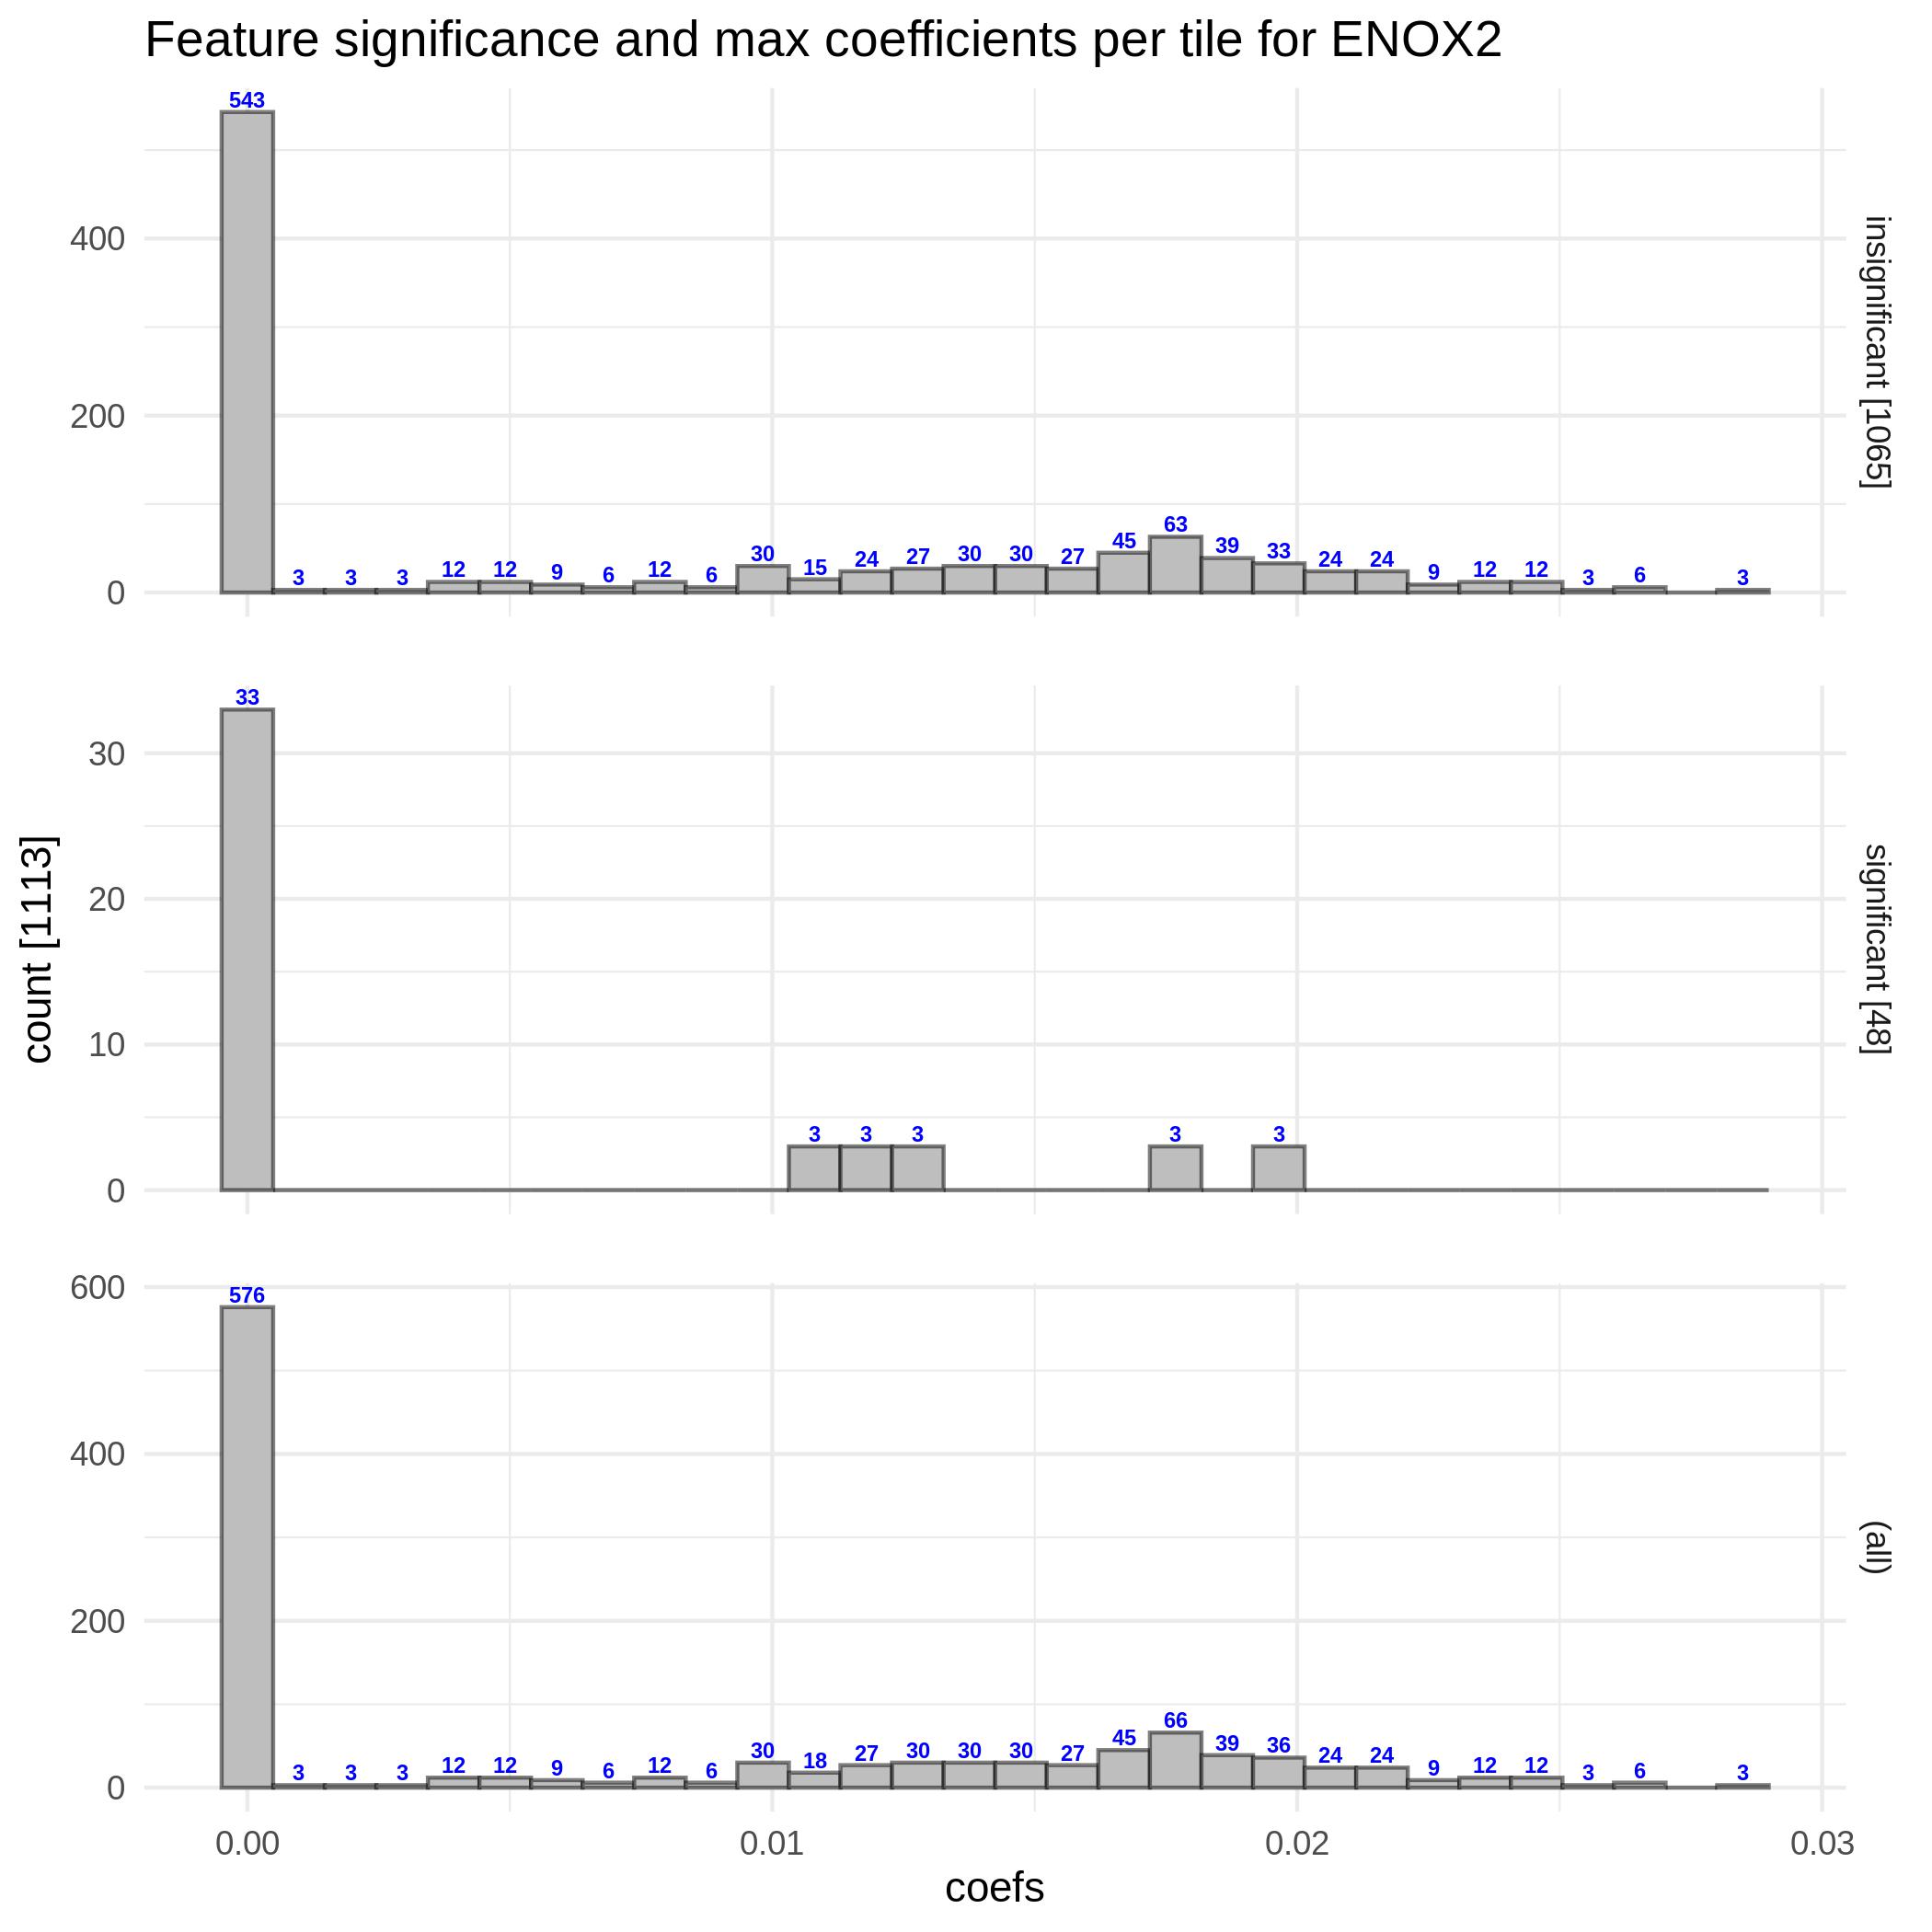 Feature significance and max coefficients per tile for ENOX2
543
400
200
0
3 3 3 12 12 9 6 12 6 30 15 24 27 30 30 27 45 63 39 33 24 24 9 12 12 3 6 3
insignificant [1065]
33
30
20
10
0
3 3 3 3 3
significant [48]
count [1113]
600
576
400
200
0
3 3 3 12 12 9 6 12 6 30 18 27 30 30 30 27 45 66 39 36 24 24 9 12 12 3 6 3
(all)
0.00 0.01 0.02 0.03
coefs